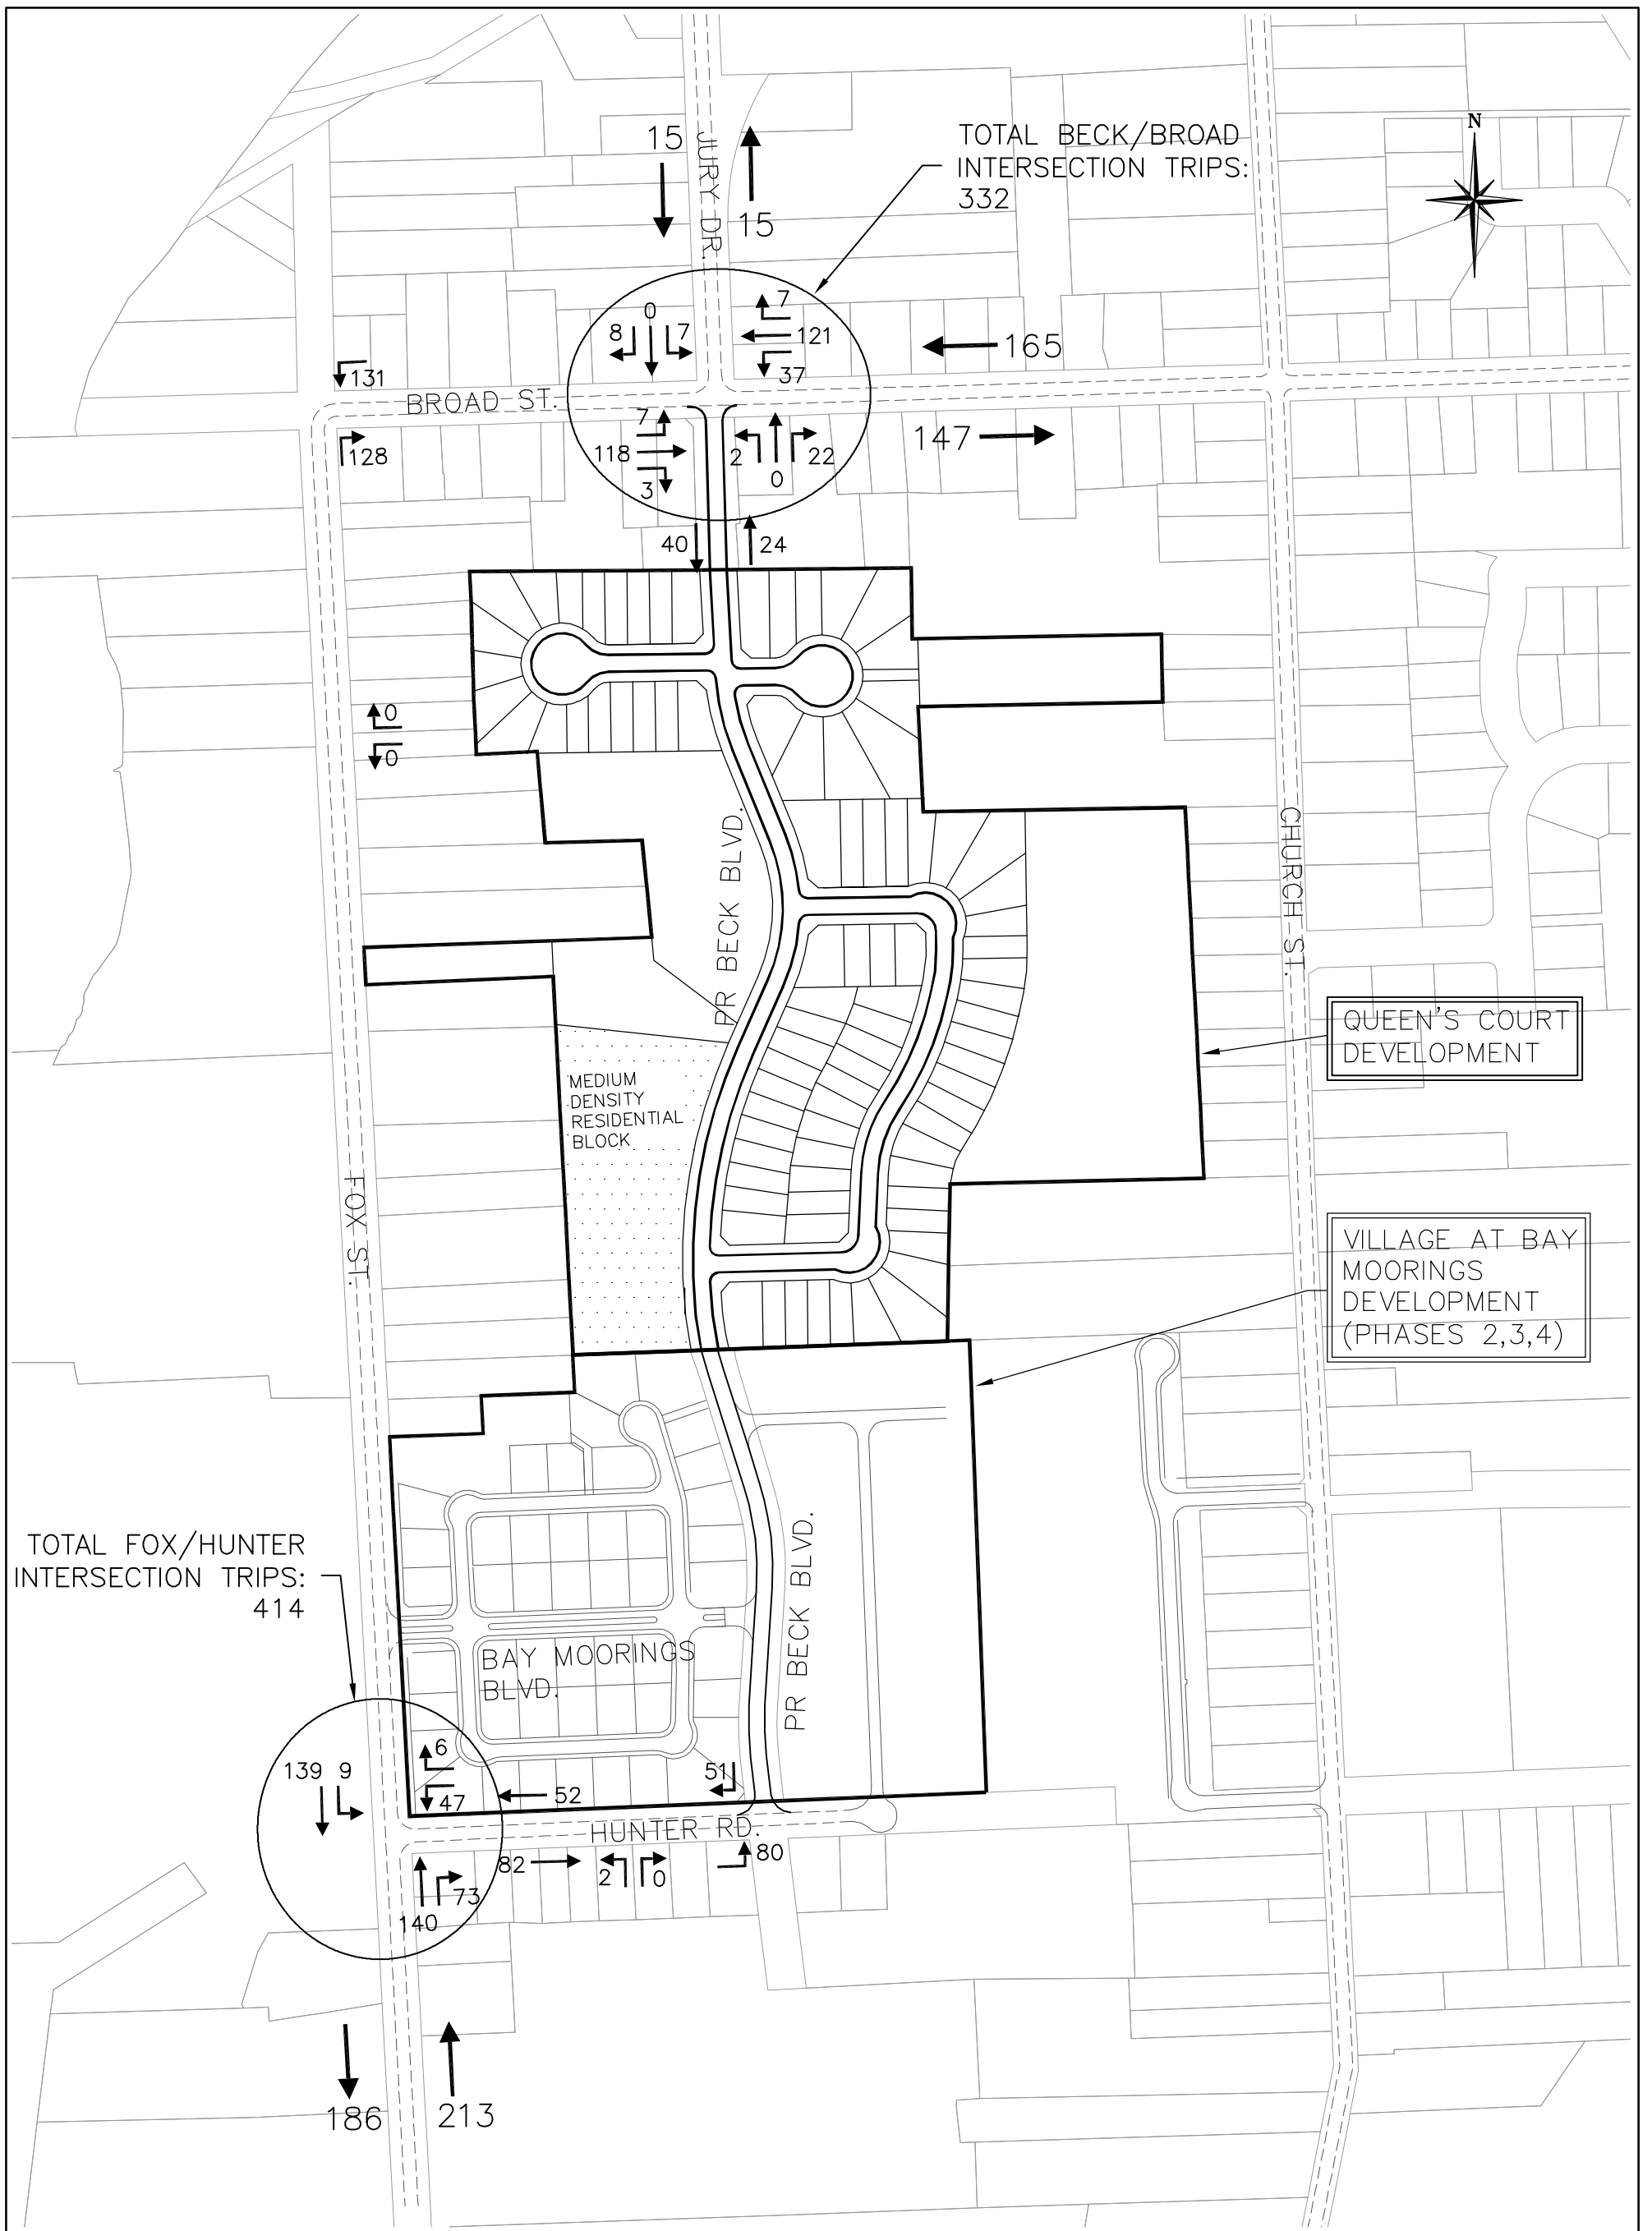 15
JURY DR.
15
TOTAL BECK/BROAD
INTERSECTION TRIPS:
332
N
8
0
7
7
121
37
165
131
BROAD ST.
128
7
118
3
2
0
22
147
40
24
0
0
PR BECK BLVD.
CHURCH ST.
QUEEN'S COURT
DEVELOPMENT
MEDIUM
DENSITY
RESIDENTIAL
BLOCK
FOX ST.
VILLAGE AT BAY
MOORINGS
DEVELOPMENT
(PHASES 2,3,4)
TOTAL FOX/HUNTER
INTERSECTION TRIPS:
414
BAY MOORINGS
BLVD.
PR BECK BLVD.
139
9
6
47
52
51
HUNTER RD.
82
2
0
80
73
140
186
213